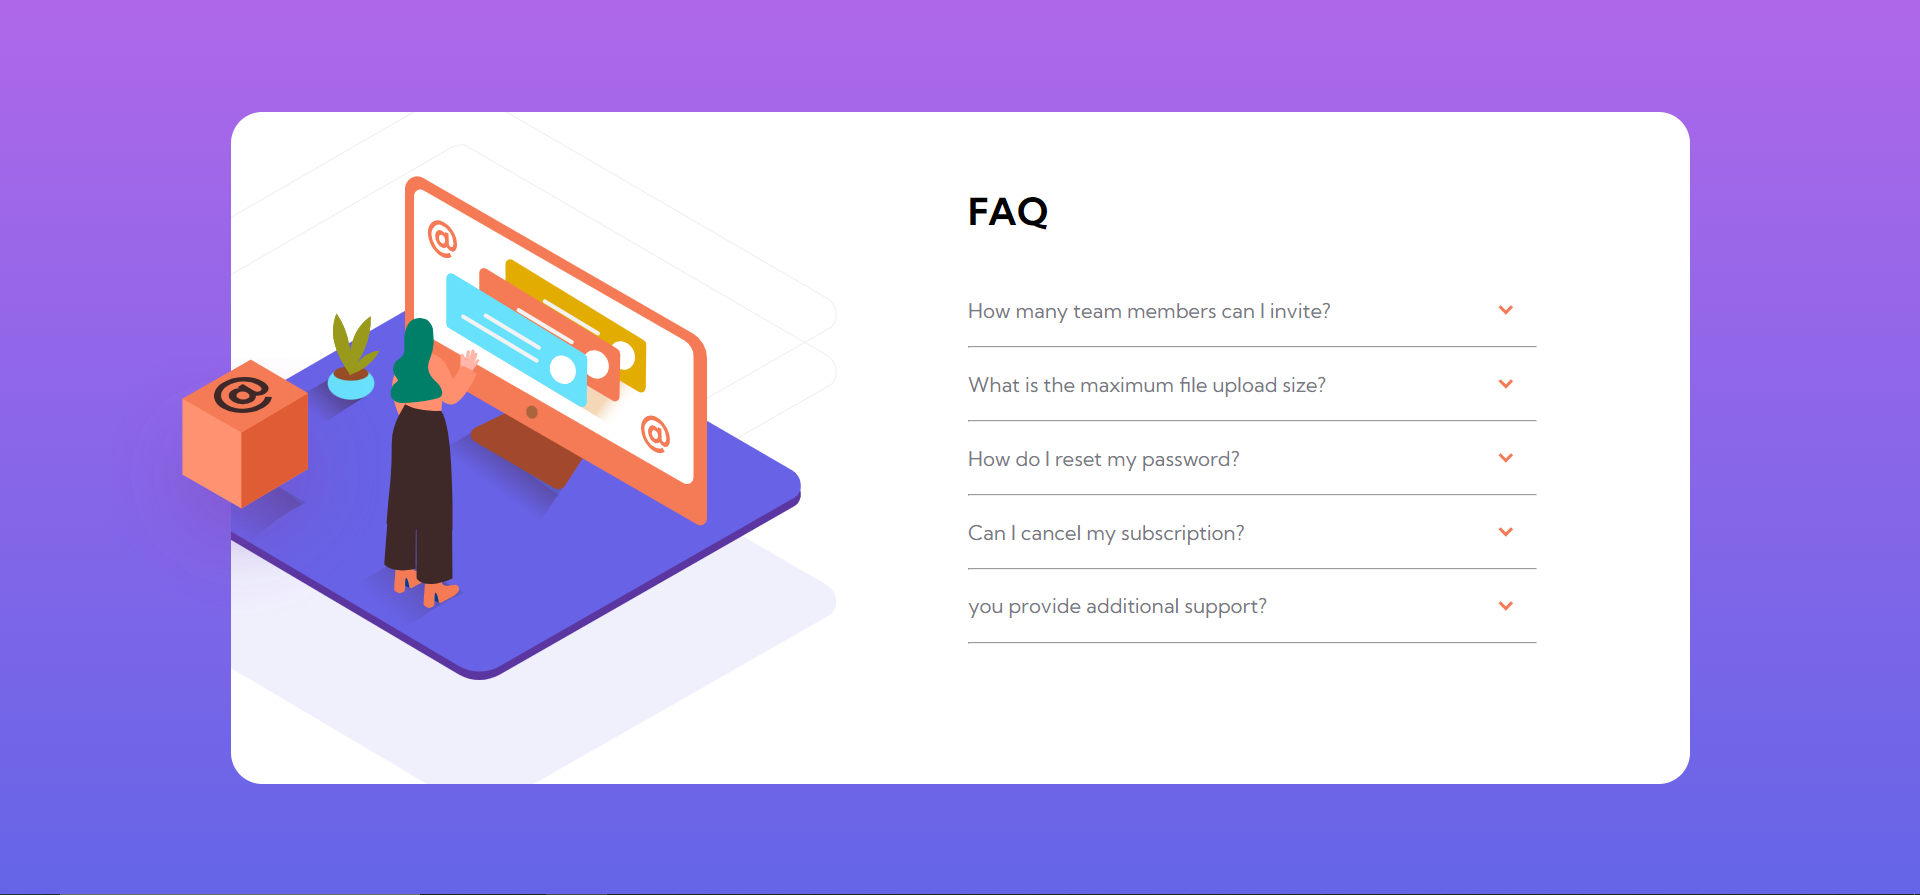 @
FAQ
How many team members can I invite?
@
What is the maximum file upload size?
@
How do I reset my password?
Can I cancel my subscription?
you provide additional support?